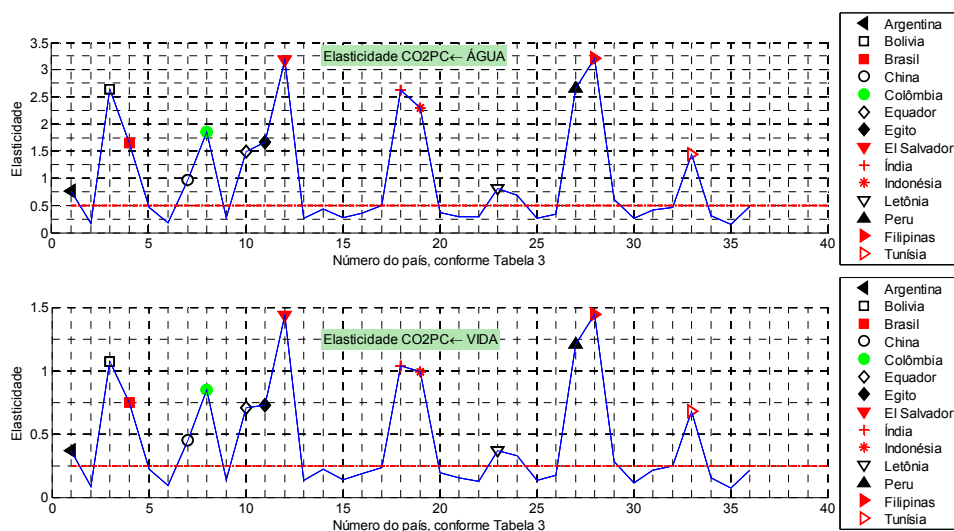 Elasticidade CO2PC← ÁGUA
Elasticidade
3.5
3
2.5
2
1.5
1
0.5
0
0 5 10 15 20 25 30 35 40
Número do país, conforme Tabela 3
Argentina
Bolivia
Brasil
China
Colômbia
Equador
Egito
El Salvador
Índia
Indonésia
Letônia
Peru
Filipinas
Tunísia
Elasticidade CO2PC← VIDA
Elasticidade
1.5
1
0.5
0
0 5 10 15 20 25 30 35 40
Número do país, conforme Tabela 3
Argentina
Bolivia
Brasil
China
Colômbia
Equador
Egito
El Salvador
Índia
Indonésia
Letônia
Peru
Filipinas
Tunísia